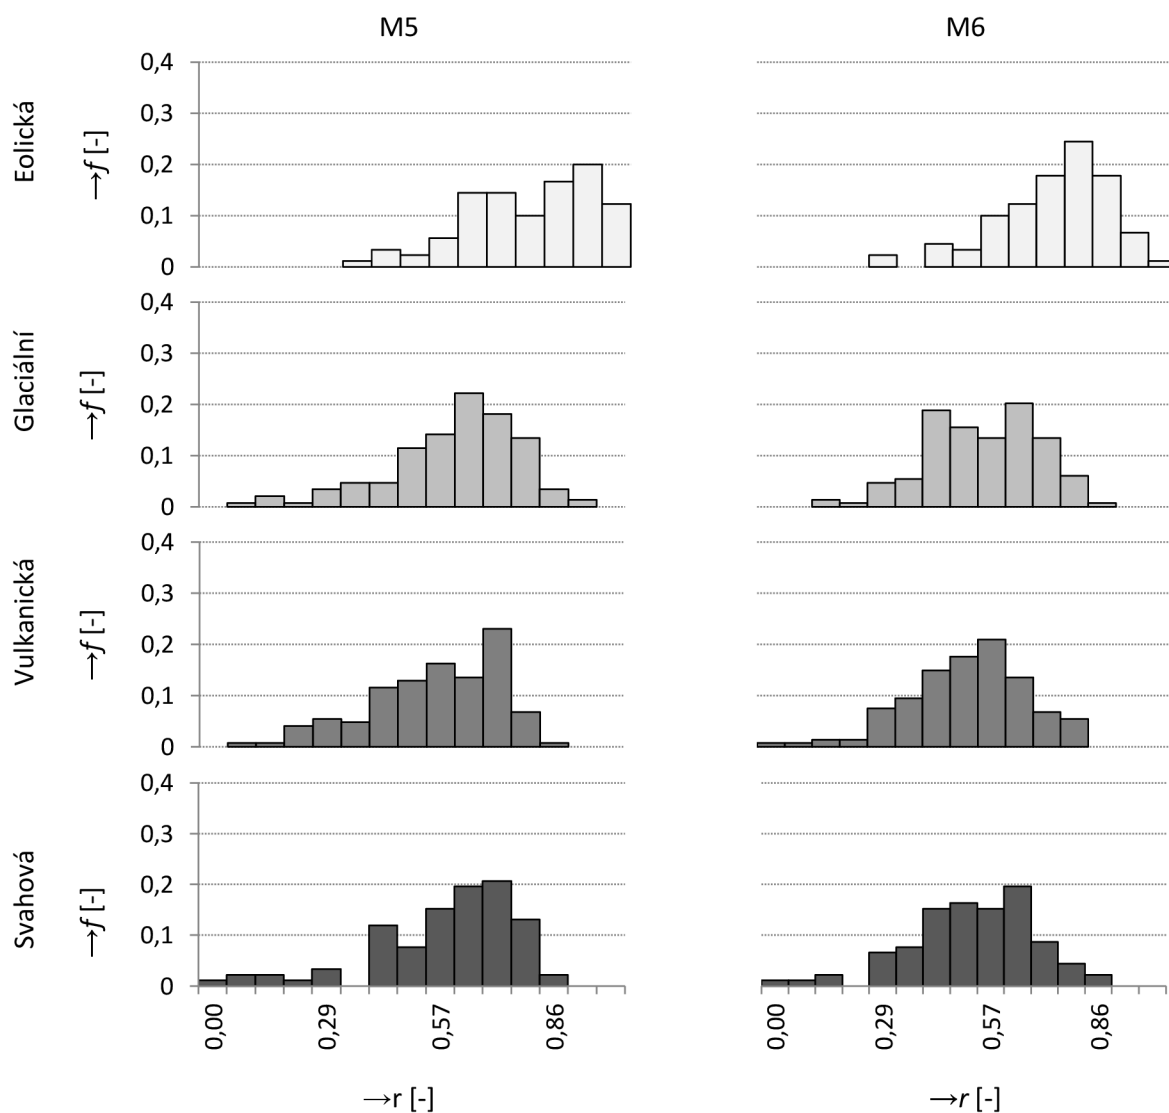 M5 M6
Eolická
→f [-]
0,4
0,3
0,2
0,1
0
Glaciální
→f [-]
0,4
0,3
0,2
0,1
0
Vulkanická
→f [-]
0,4
0,3
0,2
0,1
0
Svahová
→f [-]
0,4
0,3
0,2
0,1
0
0,00 0,29 0,57 0,86 0,00 0,29 0,57 0,86
→r [-] →r [-]